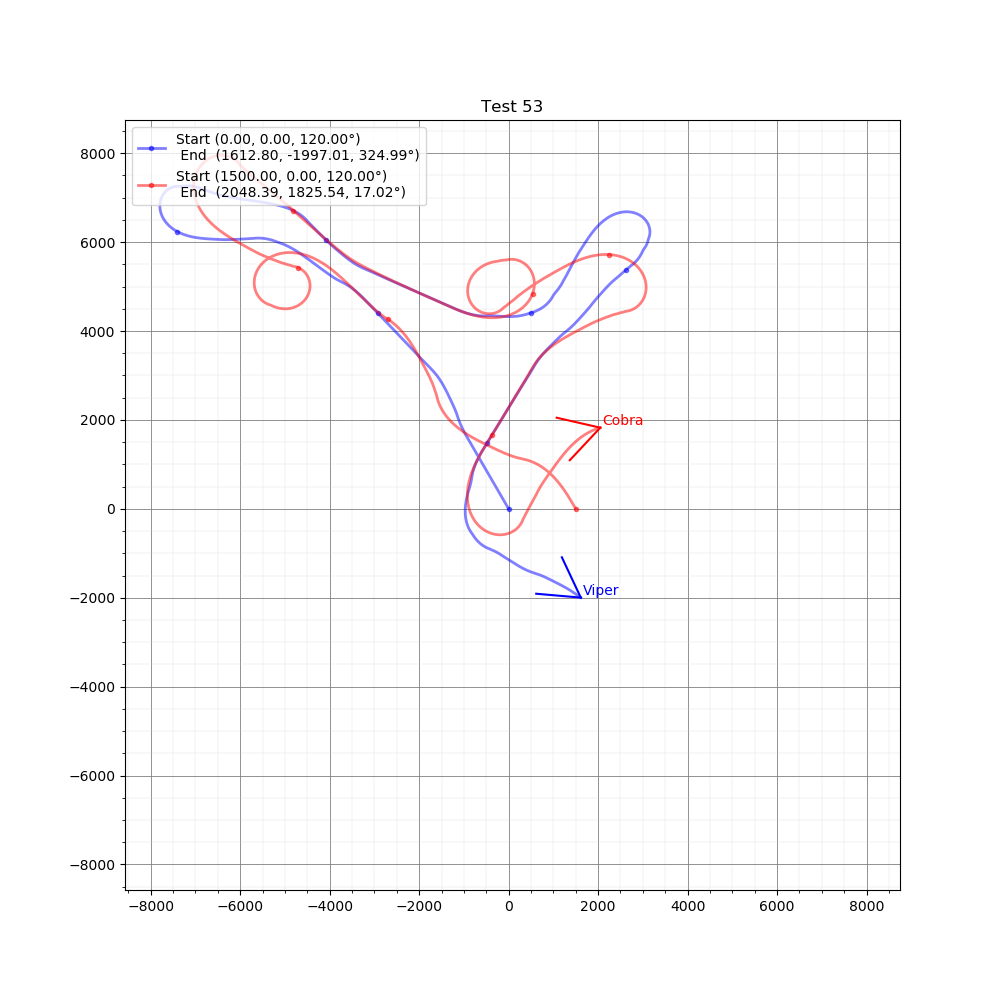 Test 53
Start (0.00, 0.00, 120.00°)
End (1612.80, -1997.01, 324.99°)
Start (1500.00, 0.00, 120.00°)
End (2048.39, 1825.54, 17.02°)
8000
6000
4000
2000
0
−2000
−4000
−6000
−8000
Cobra
Viper
−8000 −6000 −4000 −2000 0 2000 4000 6000 8000